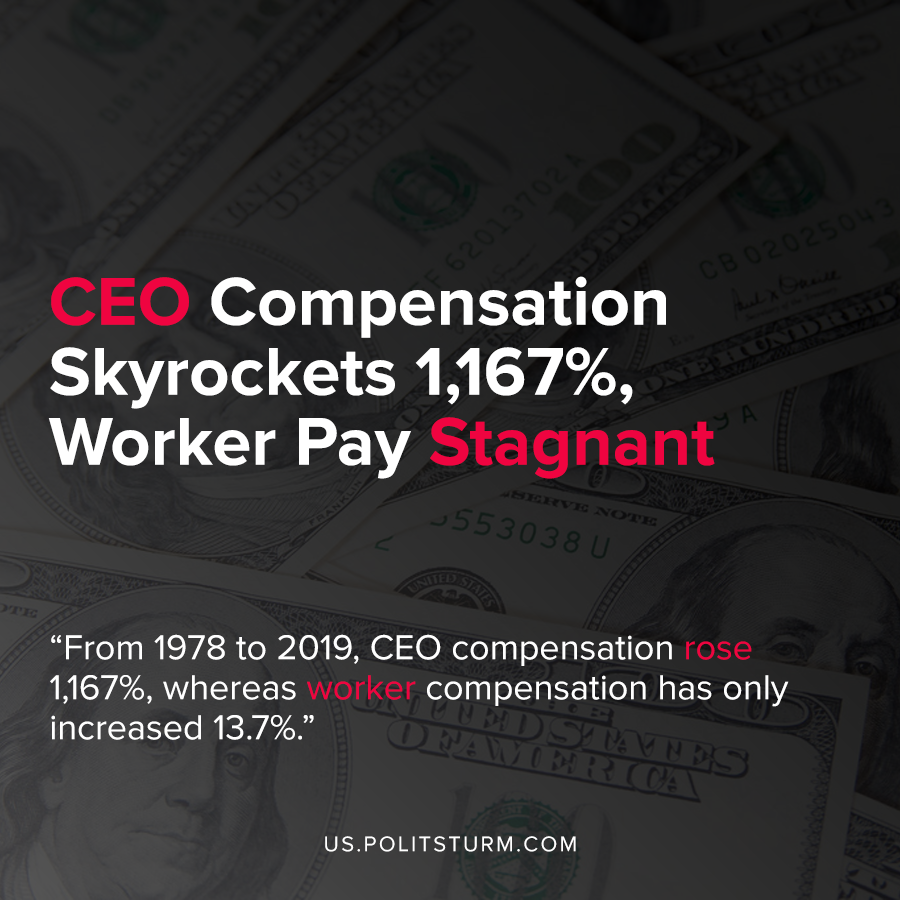 CEO Compensation
Skyrockets 1,167%,
Worker Pay Stagnant
“From 1978 to 2019, CEO compensation rose
1,167%, whereas worker compensation has only
increased 13.7%.”
US.POLITSTURM.COM